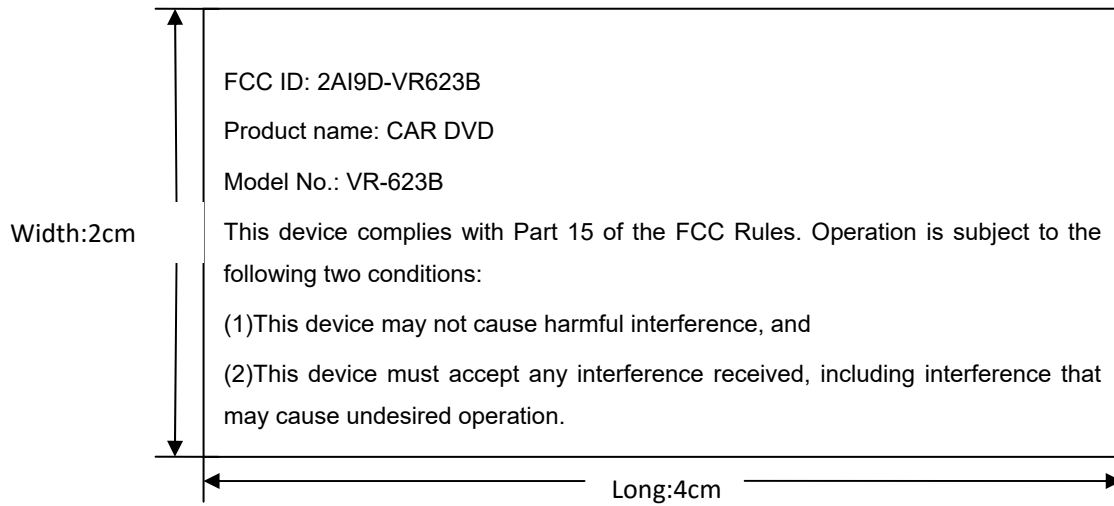 FCC ID: 2AI9D-VR623B
Product name: CAR DVD
Model No.: VR-623B
Width:2cm
This device complies with Part 15 of the FCC Rules. Operation is subject to the
following two conditions:
(1)This device may not cause harmful interference, and
(2)This device must accept any interference received, including interference that
may cause undesired operation.
Long:4cm